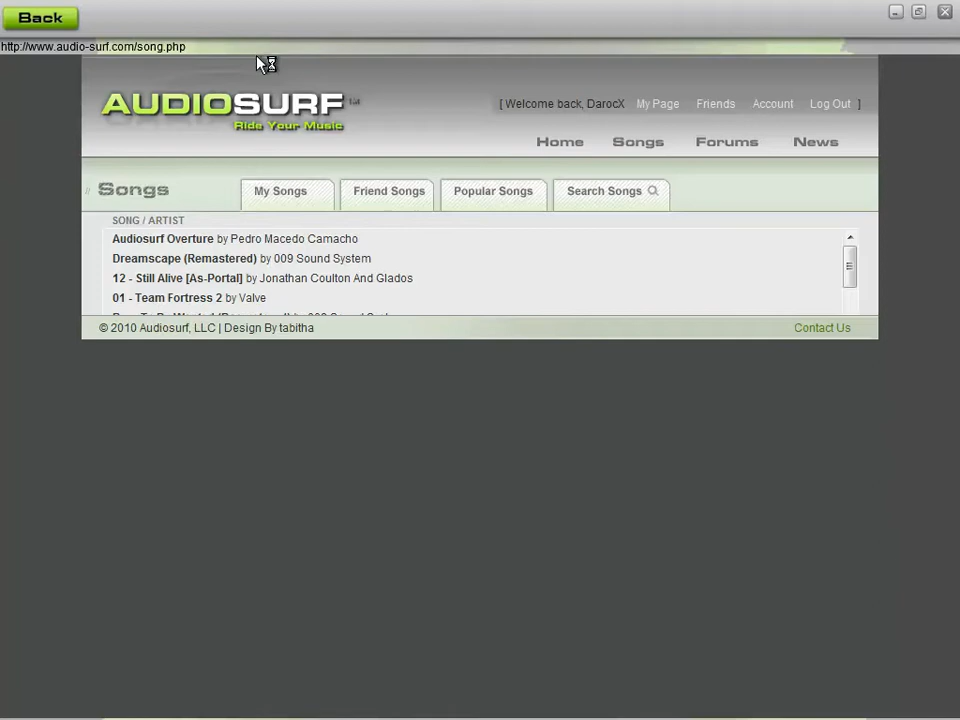 Back
http://www.audio-surf.com/song.php
AUDIOSURF™
Ride Your Music
[ Welcome back, DarocX My Page Friends Account Log Out ]
Home Songs Forums News
// Songs
My Songs Friend Songs Popular Songs Search Songs
SONG / ARTIST
Audiosurf Overture by Pedro Macedo Camacho
Dreamscape (Remastered) by 009 Sound System
12 - Still Alive [As-Portal] by Jonathan Coulton And Glados
01 - Team Fortress 2 by Valve
© 2010 Audiosurf, LLC | Design By tabitha
Contact Us